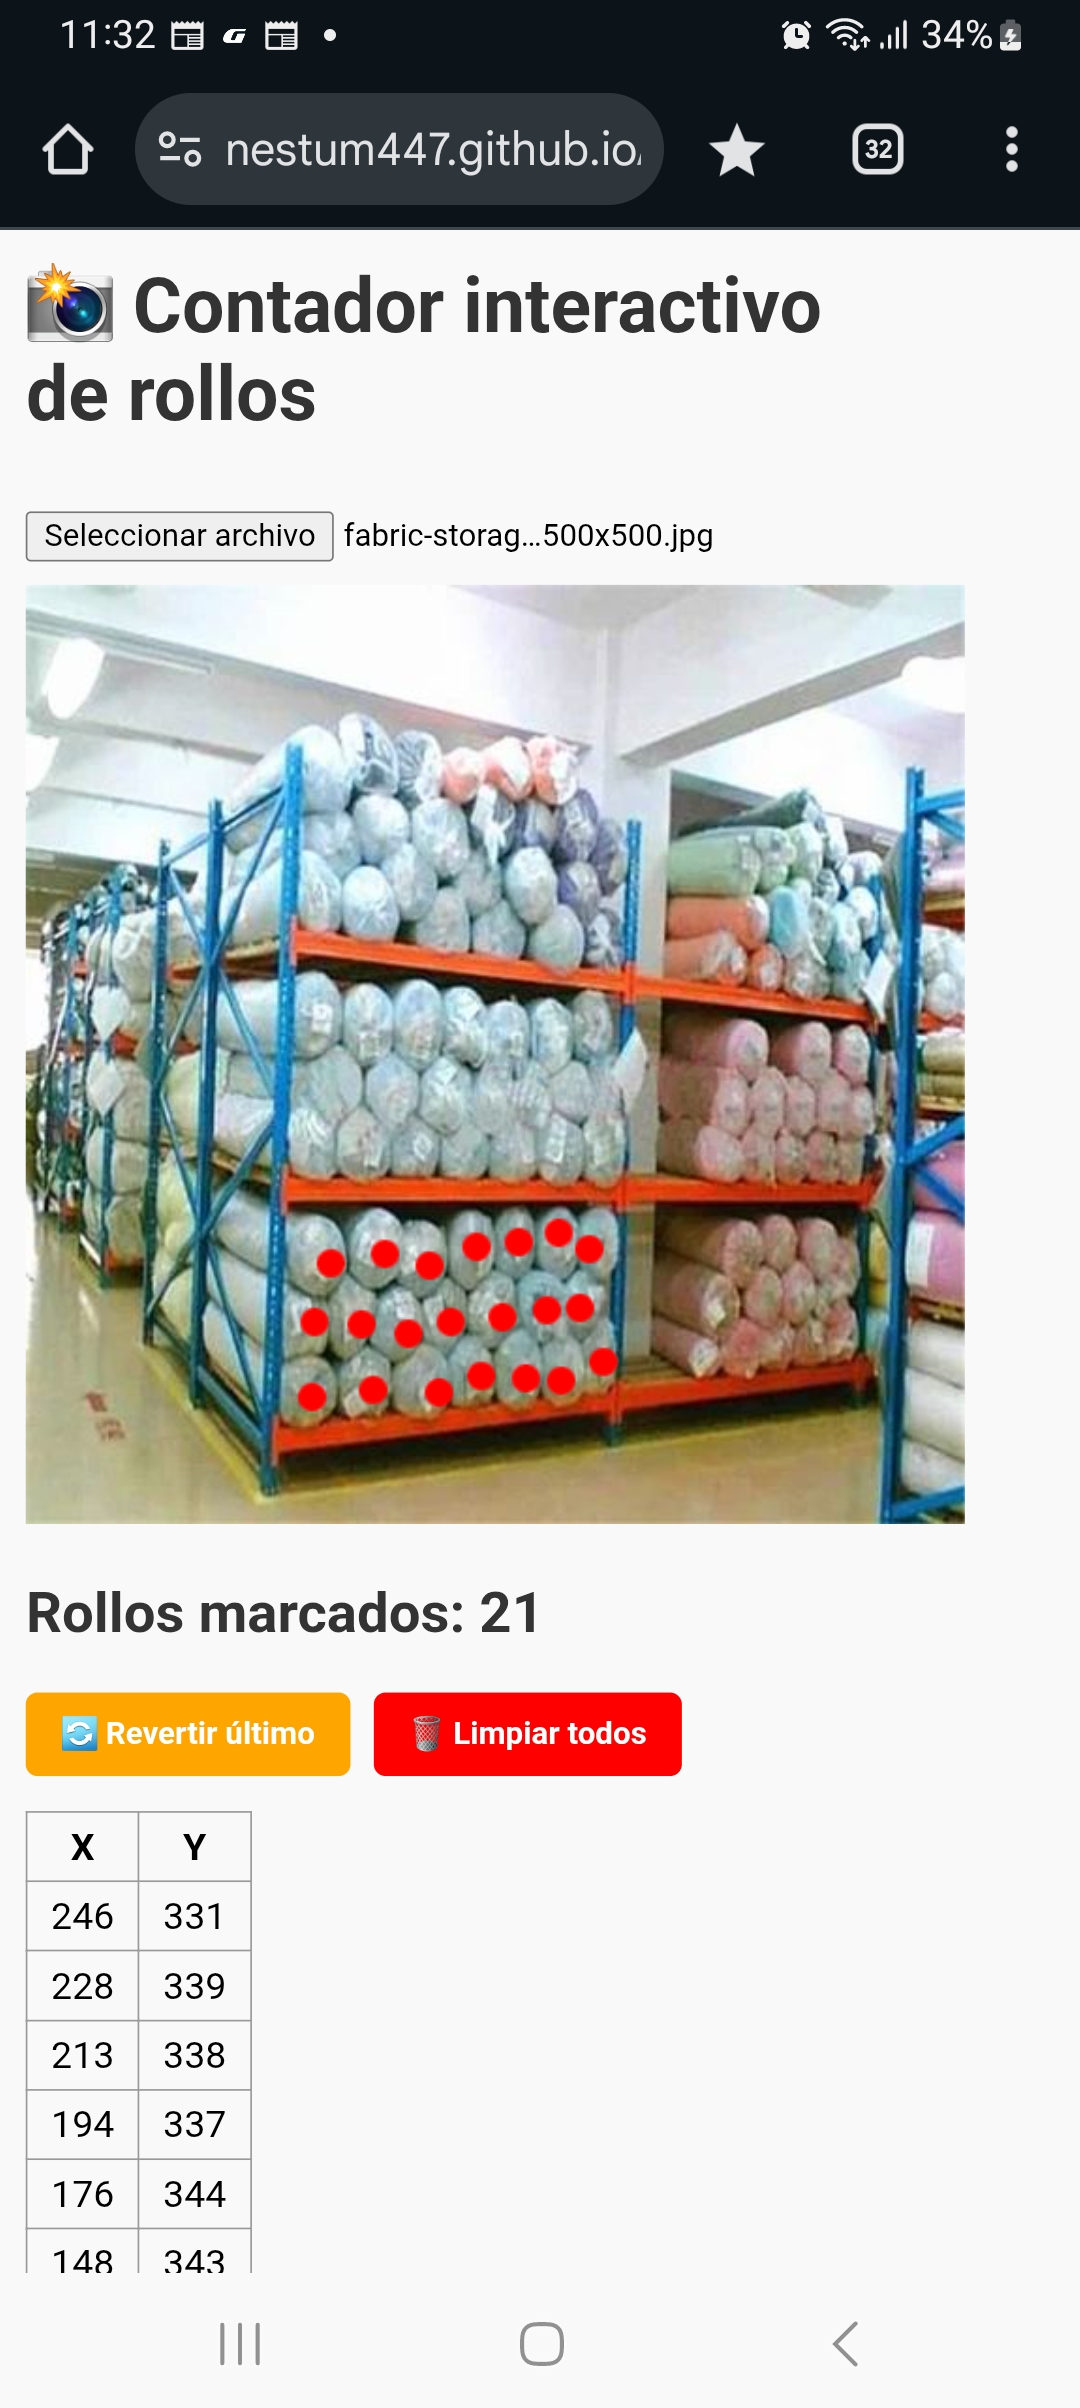 11:32
34%
nestum447.github.io/
32
Contador interactivo
de rollos
Seleccionar archivo fabric-storag...500x500.jpg
Rollos marcados: 21
Revertir último
Limpiar todos
X Y
246 331
228 339
213 338
194 337
176 344
148 343